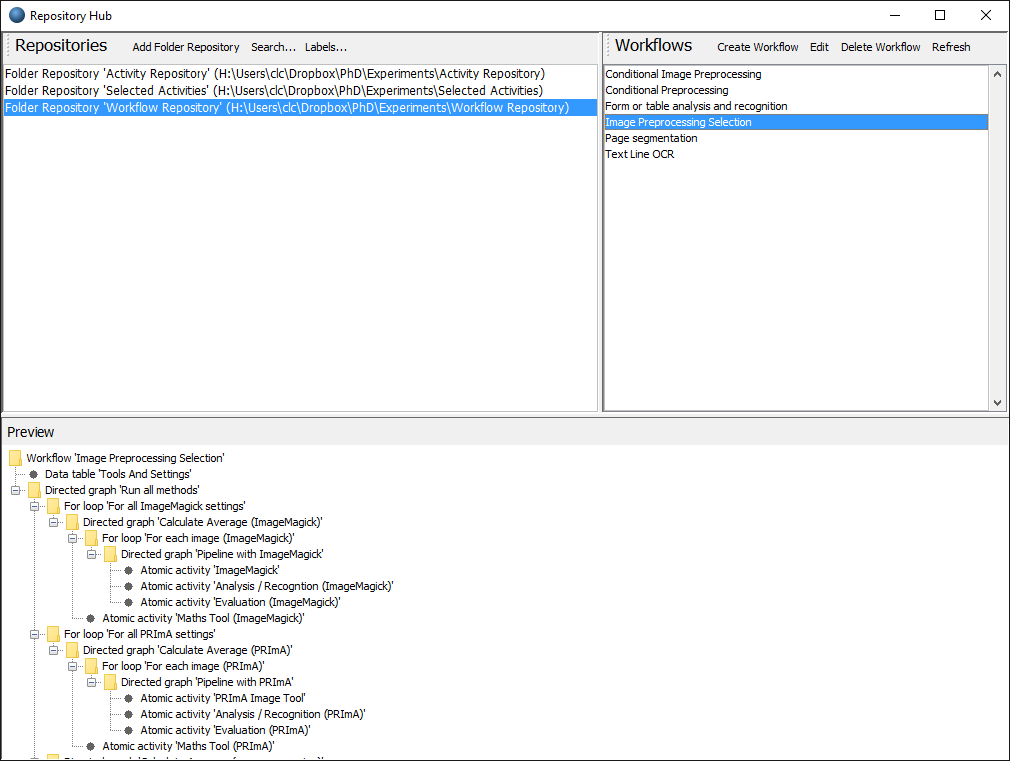 Repository Hub
Repositories Add Folder Repository Search... Labels...
Folder Repository 'Activity Repository' (H:\Users\clc\Dropbox\PhD\Experiments\Activity Repository)
Folder Repository 'Selected Activities' (H:\Users\clc\Dropbox\PhD\Experiments\Selected Activities)
Folder Repository 'Workflow Repository' (H:\Users\clc\Dropbox\PhD\Experiments\Workflow Repository)
Workflows Create Workflow Edit Delete Workflow Refresh
Conditional Image Preprocessing
Conditional Preprocessing
Form or table analysis and recognition
Image Preprocessing Selection
Page segmentation
Text Line OCR
Preview
Workflow 'Image Preprocessing Selection'
Data table 'Tools And Settings'
Directed graph 'Run all methods'
For loop 'For all ImageMagick settings'
Directed graph 'Calculate Average (ImageMagick)'
For loop 'For each image (ImageMagick)'
Directed graph 'Pipeline with ImageMagick'
Atomic activity 'ImageMagick'
Atomic activity 'Analysis / Recogntion (ImageMagick)'
Atomic activity 'Evaluation (ImageMagick)'
Atomic activity 'Maths Tool (ImageMagick)'
For loop 'For all PRImA settings'
Directed graph 'Calculate Average (PRImA)'
For loop 'For each image (PRImA)'
Directed graph 'Pipeline with PRImA'
Atomic activity 'PRImA Image Tool'
Atomic activity 'Analysis / Recognition (PRImA)'
Atomic activity 'Evaluation (PRImA)'
Atomic activity 'Maths Tool (PRImA)'